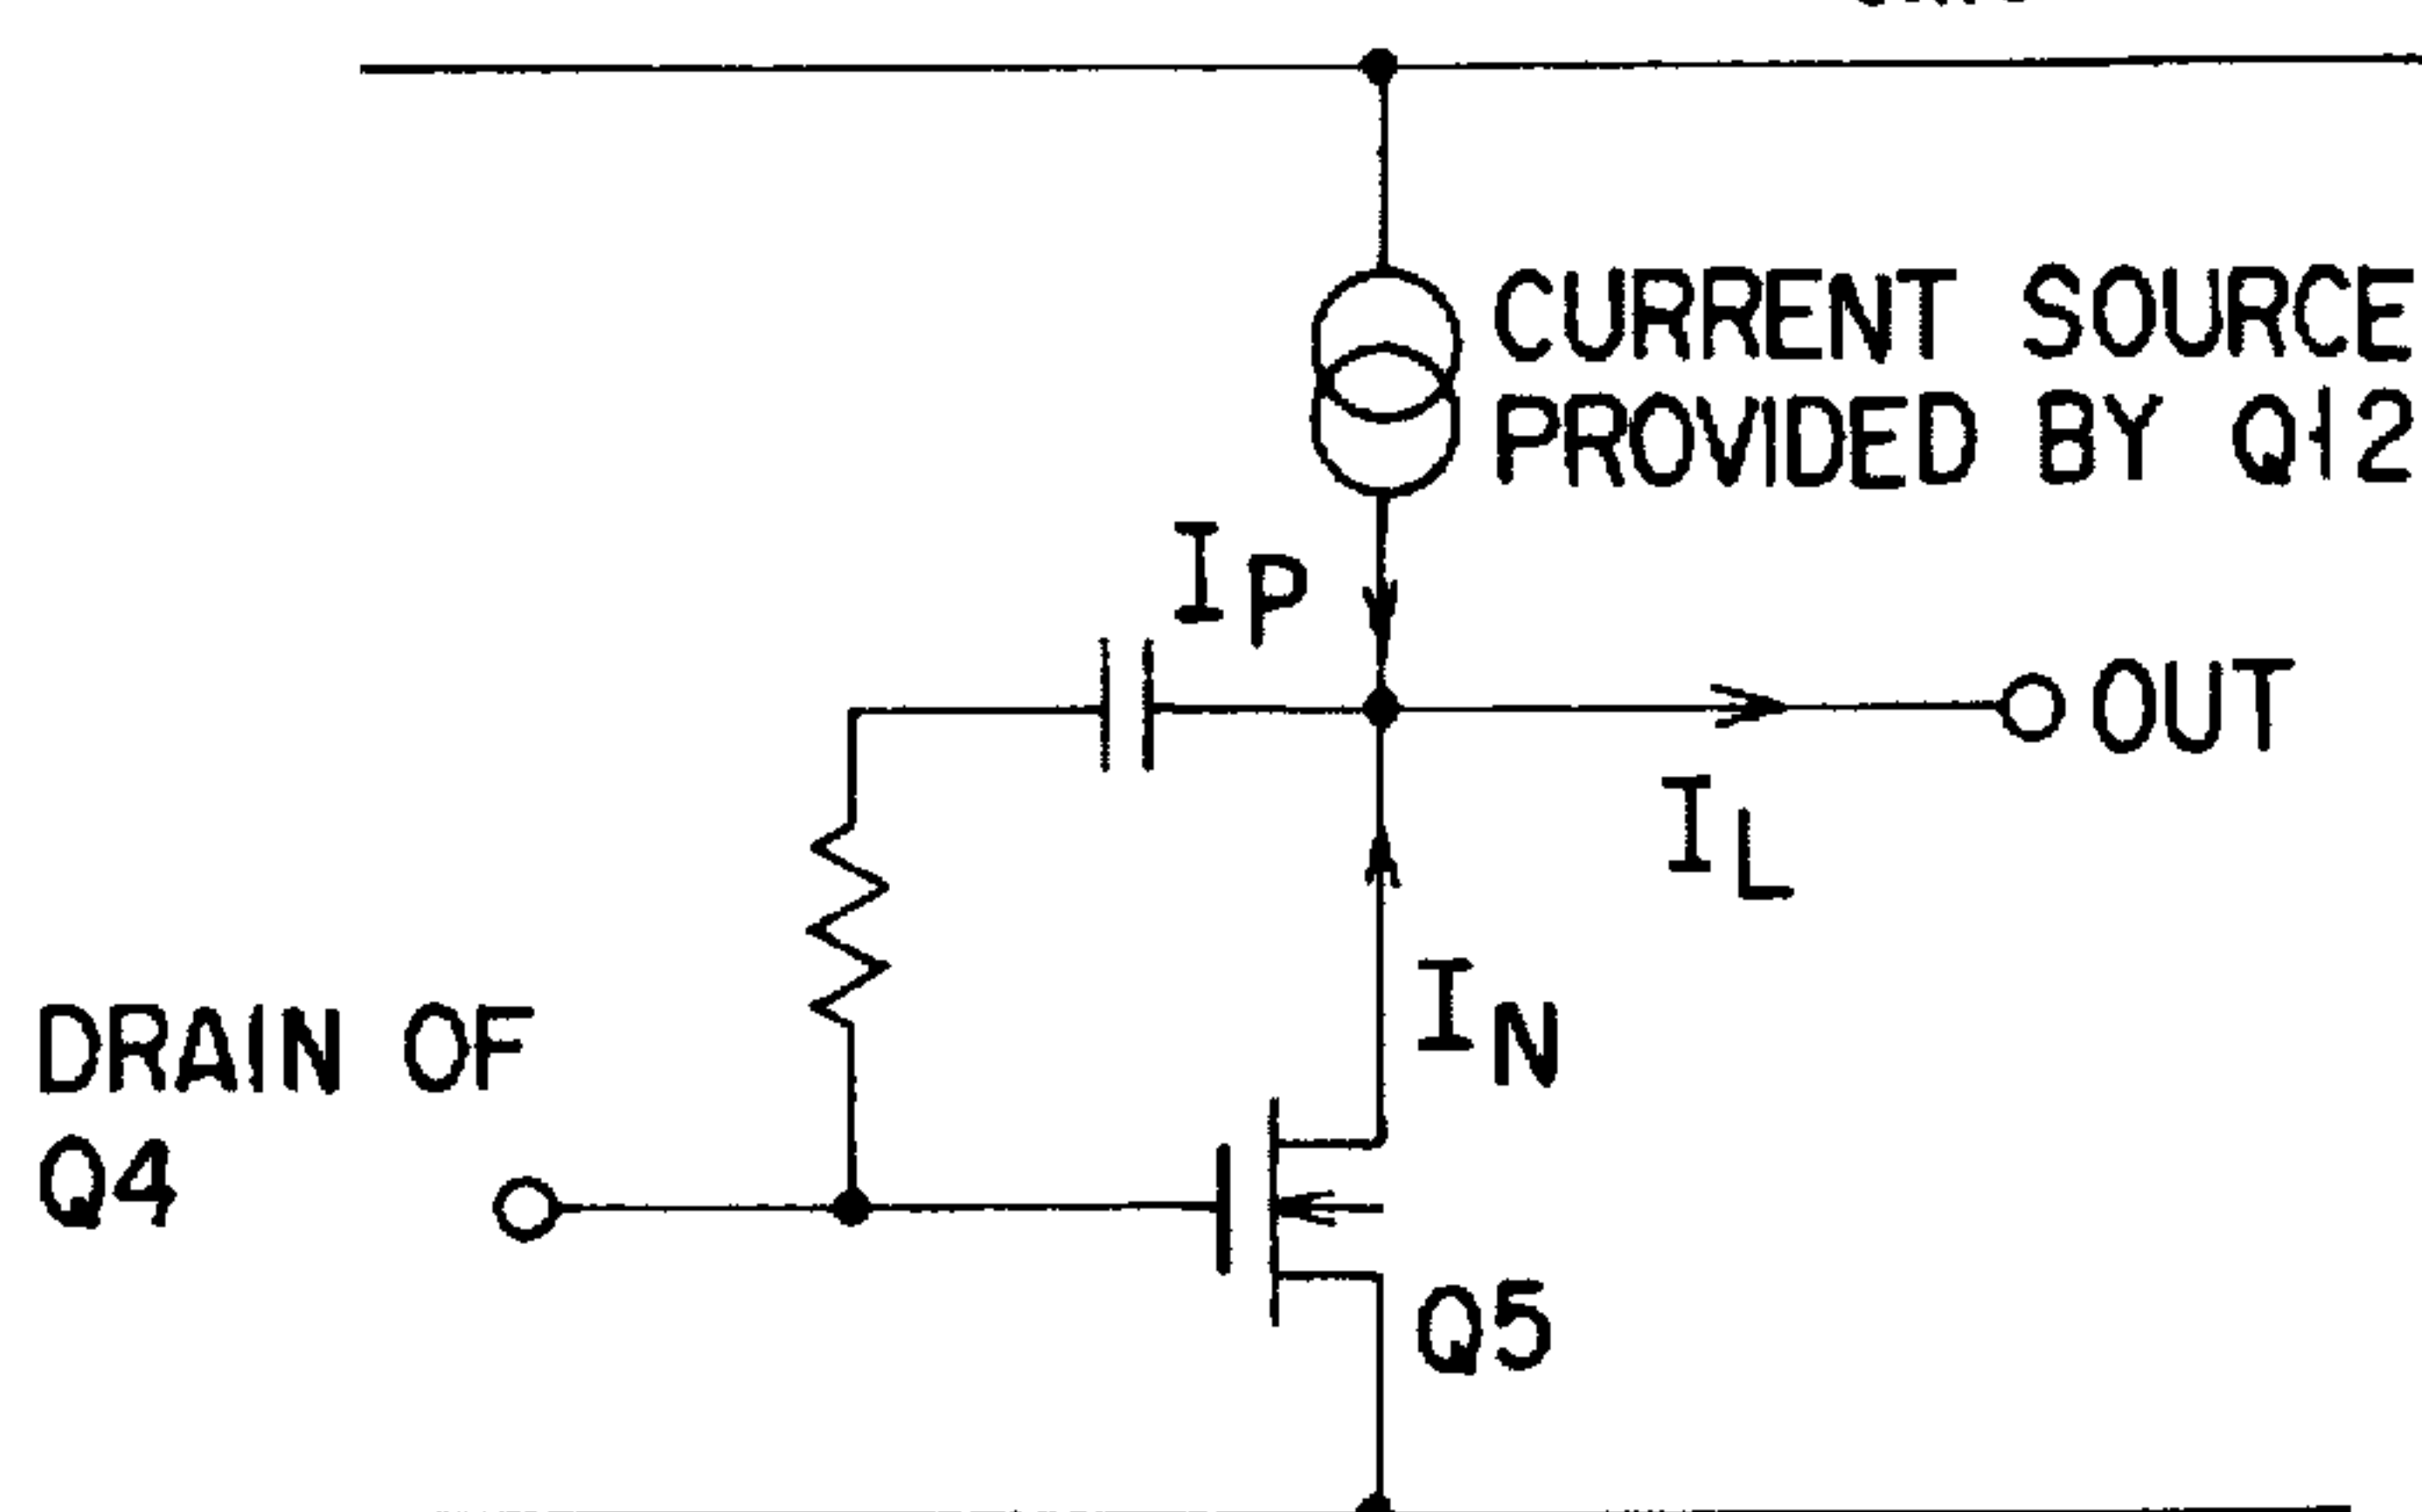 CURRENT SOURCE
PROVIDED BY Q12
IP
OUT
IL
IN
DRAIN OF
Q4
Q5